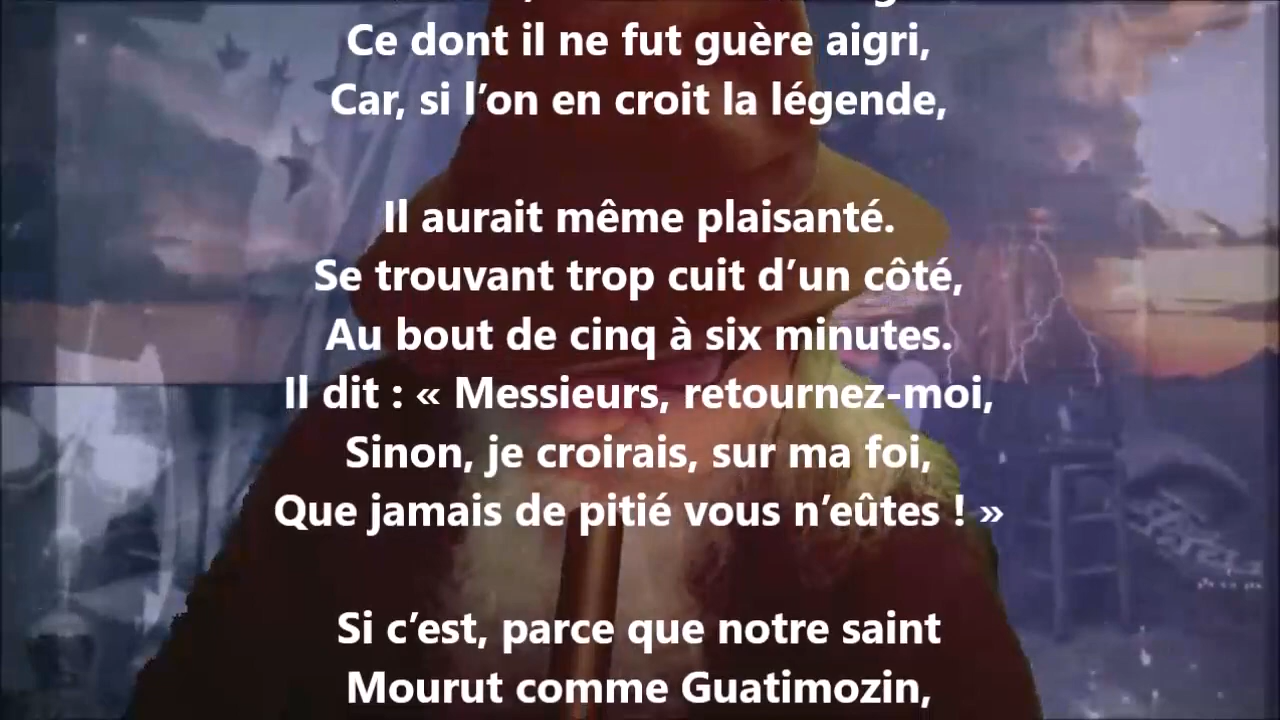 Ce dont il ne fut guère aigri,
Car, si l’on en croit la légende,
Il aurait même plaisanté.
Se trouvant trop cuit d’un côté,
Au bout de cinq à six minutes.
Il dit : « Messieurs, retournez-moi,
Sinon, je croirais, sur ma foi,
Que jamais de pitié vous n’eûtes ! »
Si c’est, parce que notre saint
Mourut comme Guatimozin,